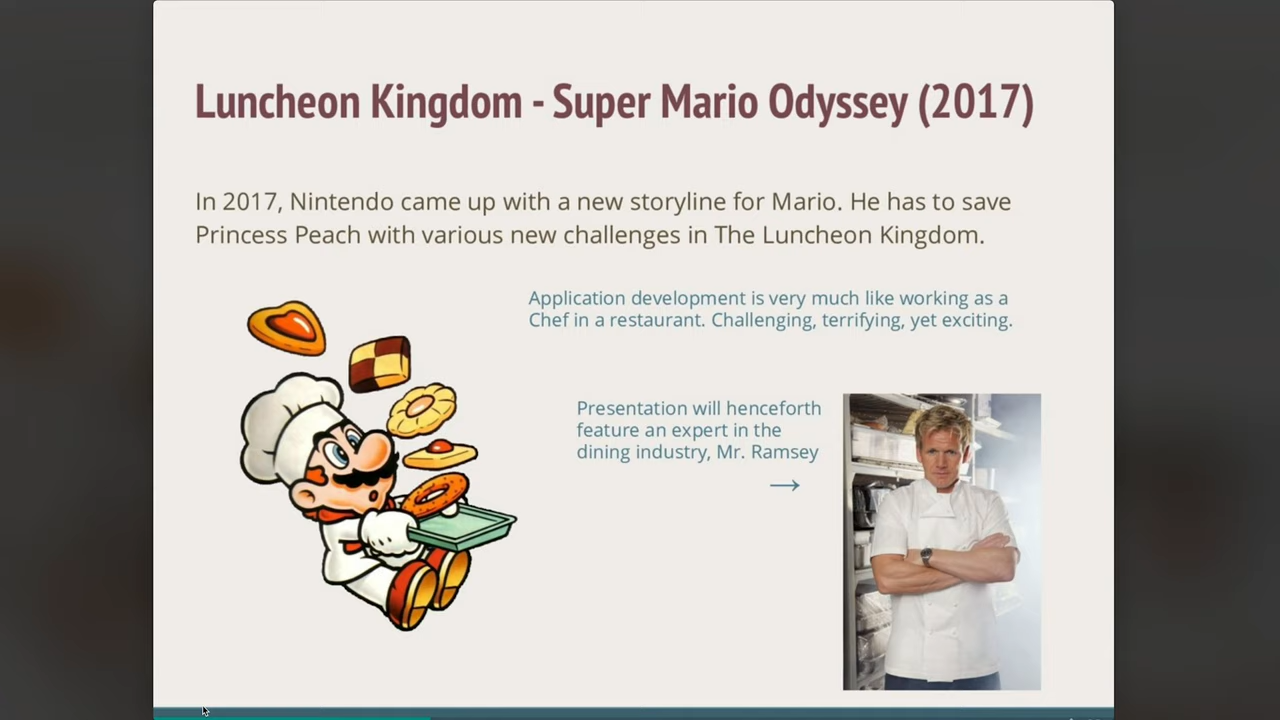 Luncheon Kingdom - Super Mario Odyssey (2017)
In 2017, Nintendo came up with a new storyline for Mario. He has to save
Princess Peach with various new challenges in The Luncheon Kingdom.
Application development is very much like working as a
Chef in a restaurant. Challenging, terrifying, yet exciting.
Presentation will henceforth
feature an expert in the
dining industry, Mr. Ramsey
→